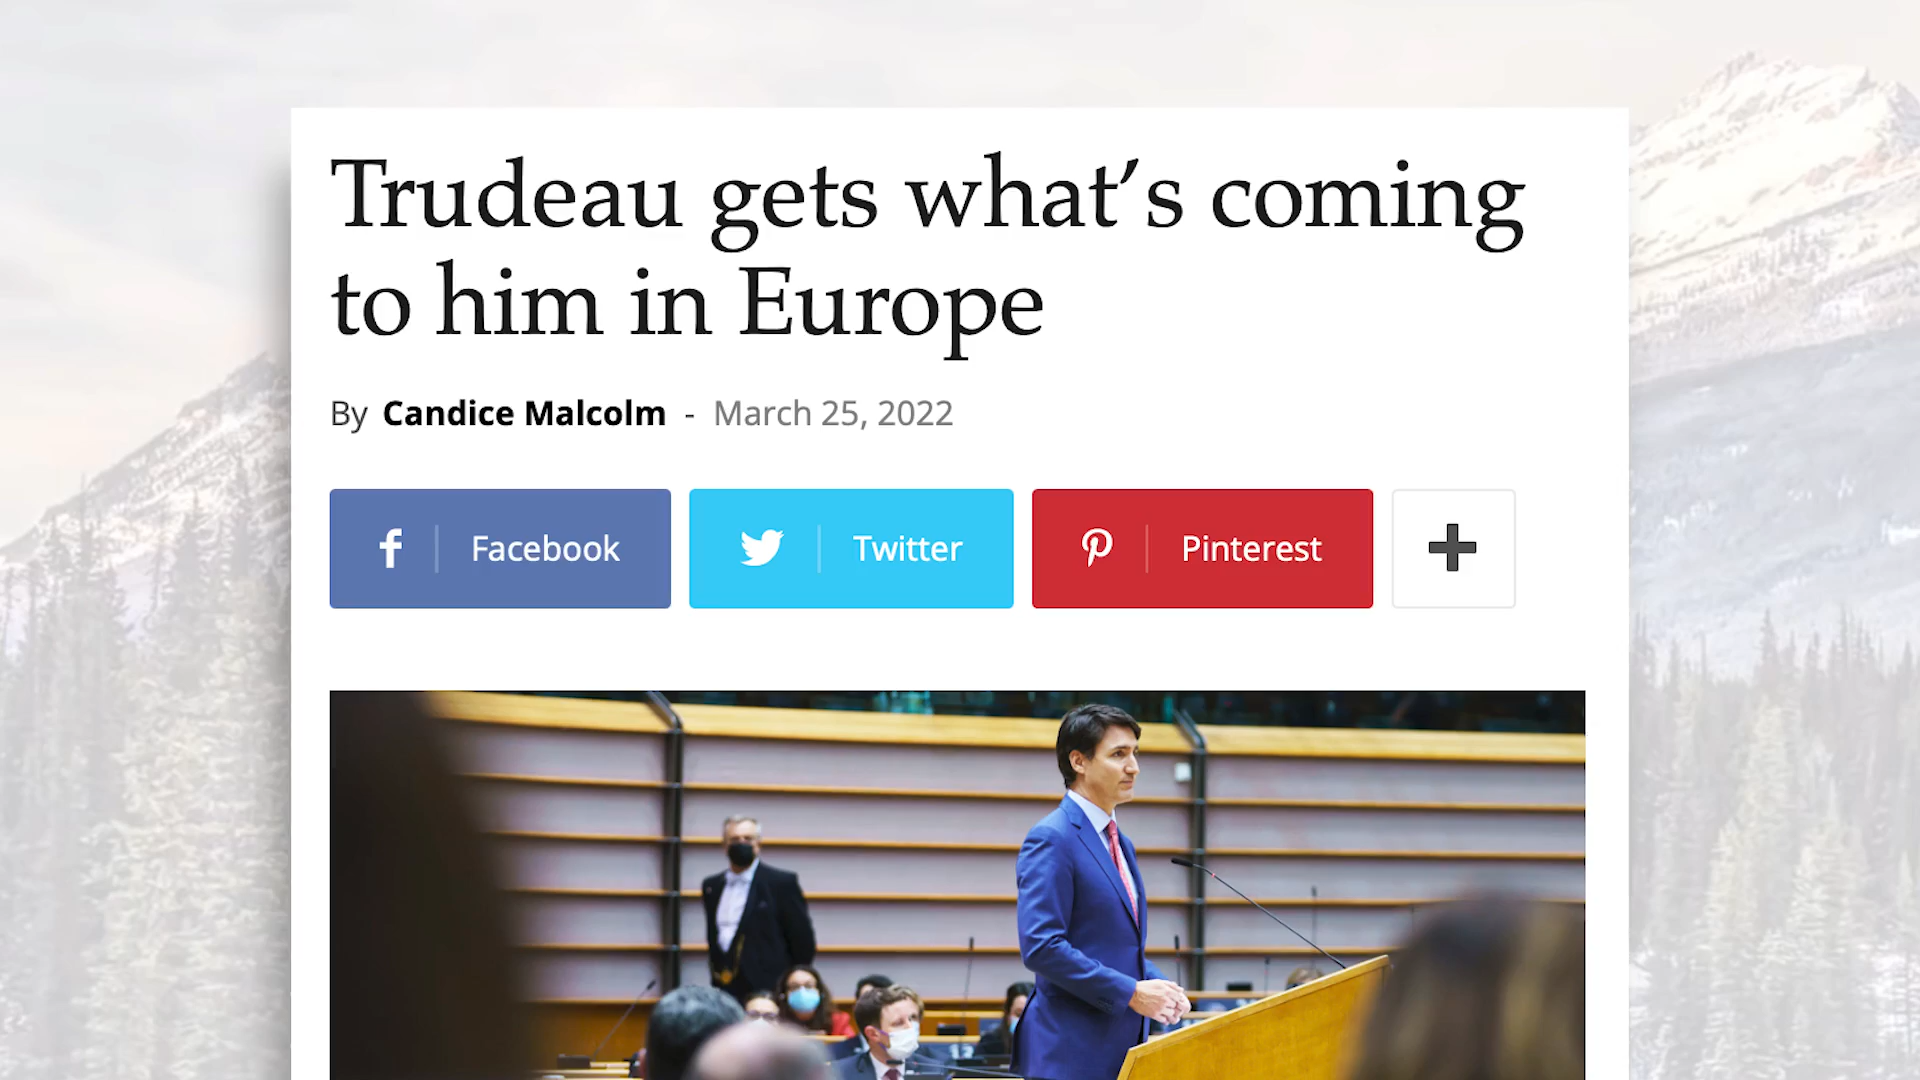 Trudeau gets what’s coming
to him in Europe
By Candice Malcolm - March 25, 2022
Facebook Twitter Pinterest